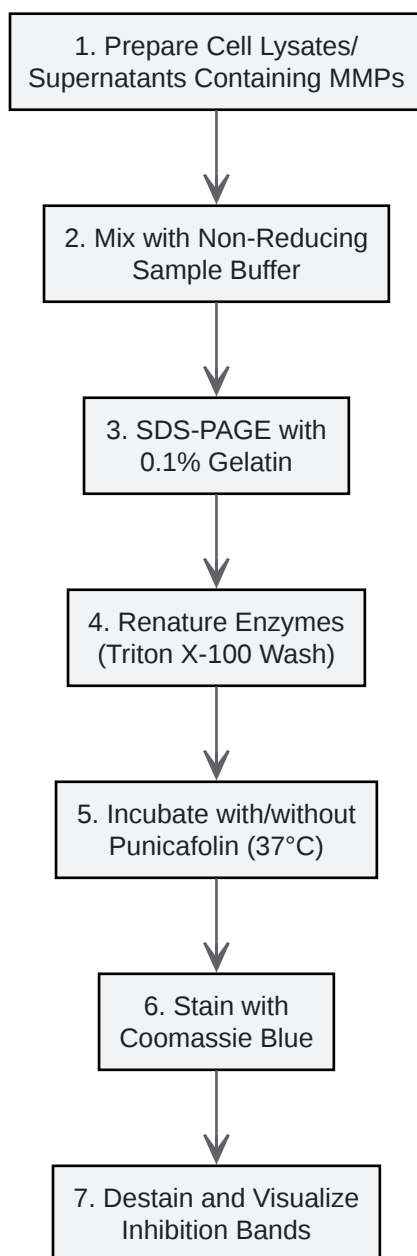 1. Prepare Cell Lysates/
Supernatants Containing MMPs
2. Mix with Non-Reducing
Sample Buffer
3. SDS-PAGE with
0.1% Gelatin
4. Renature Enzymes
(Triton X-100 Wash)
5. Incubate with/without
Punicafolin (37°C)
6. Stain with
Coomassie Blue
7. Destain and Visualize
Inhibition Bands